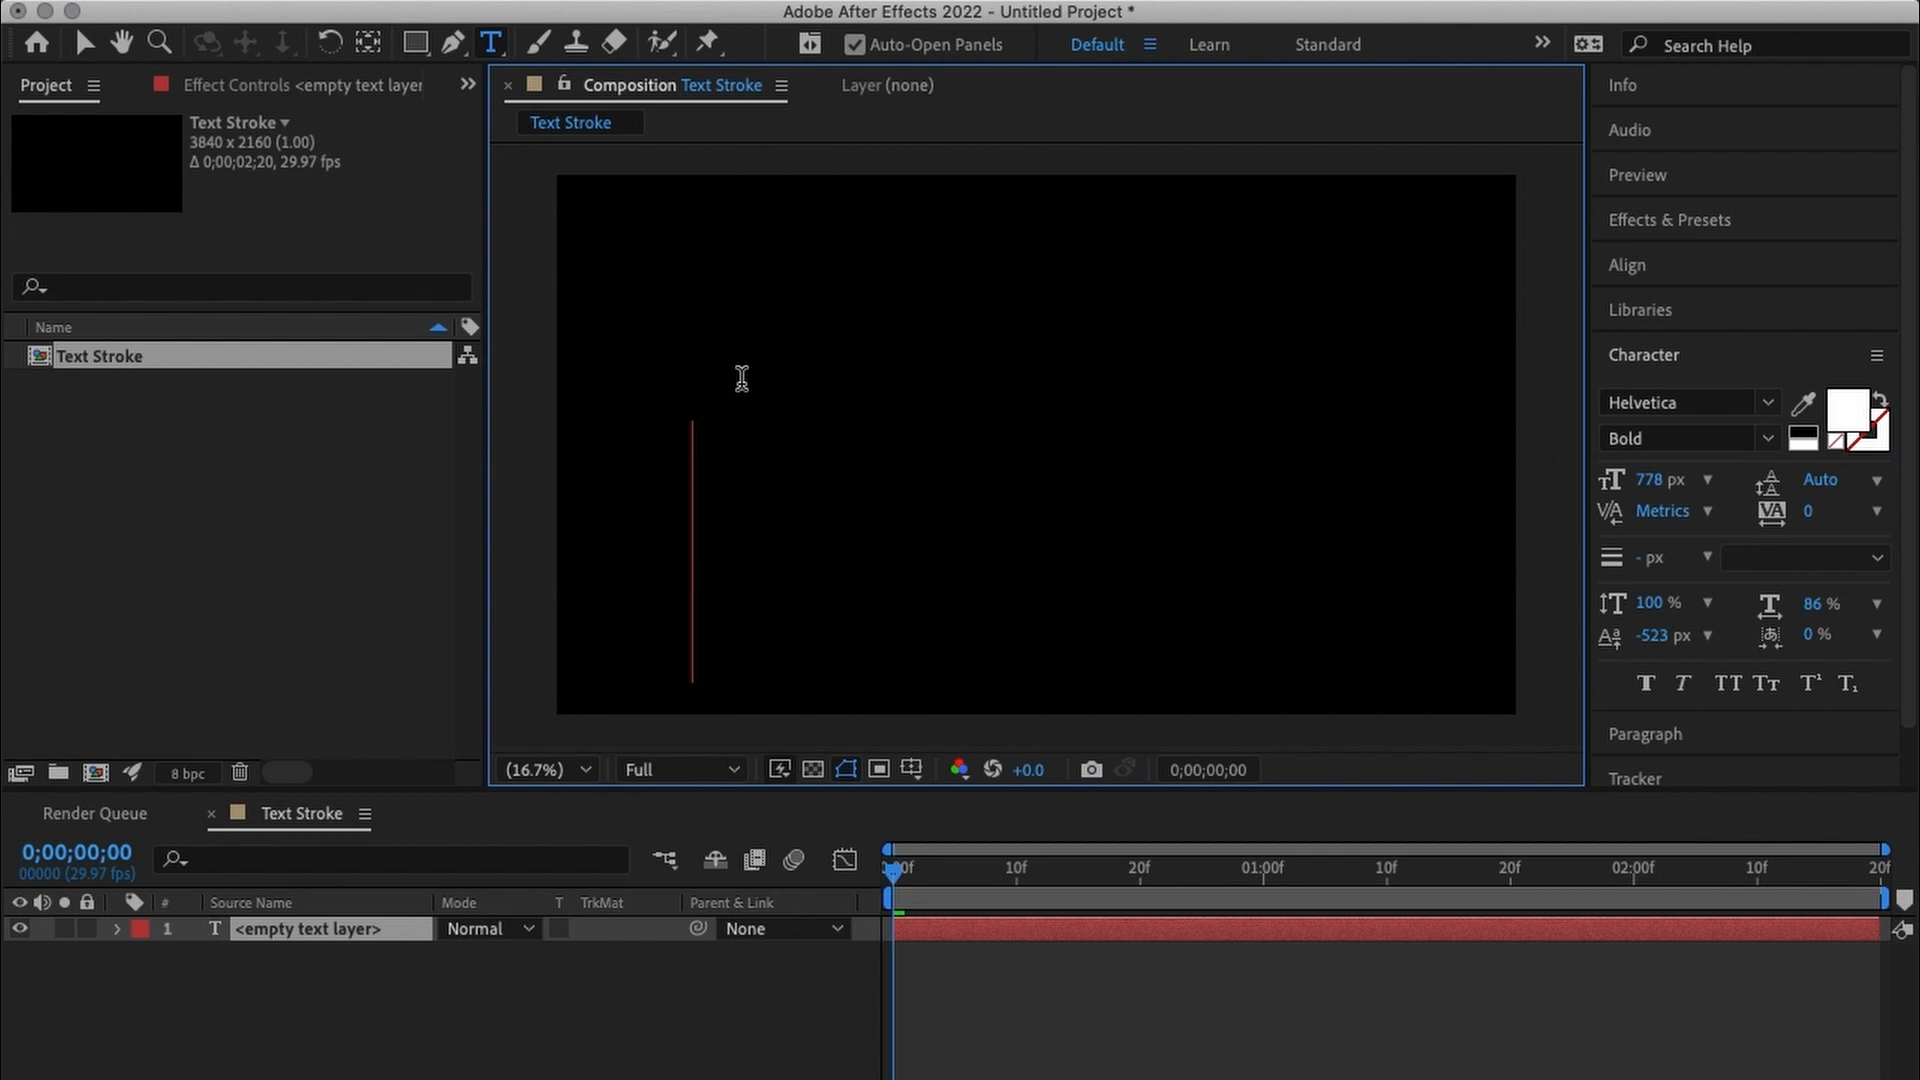 Adobe After Effects 2022 - Untitled Project *
Auto-Open Panels
Default
Learn
Standard
Search Help
Project
Effect Controls <empty text layer
Composition Text Stroke
Layer (none)
Text Stroke
Text Stroke
3840 x 2160 (1.00)
Δ 0;00;02;20, 29.97 fps
Name
Text Stroke
8 bpc
(16.7%)
Full
+0.0
0;00;00;00
Info
Audio
Preview
Effects & Presets
Align
Libraries
Character
Helvetica
Bold
778 px
Auto
Metrics
0
- px
100 %
86 %
-523 px
0 %
Paragraph
Tracker
Render Queue
Text Stroke
0;00;00;00
00000 (29.97 fps)
10f
20f
01:00f
10f
20f
02:00f
10f
20f
#
Source Name
Mode
T
TrkMat
Parent & Link
1
T
<empty text layer>
Normal
None